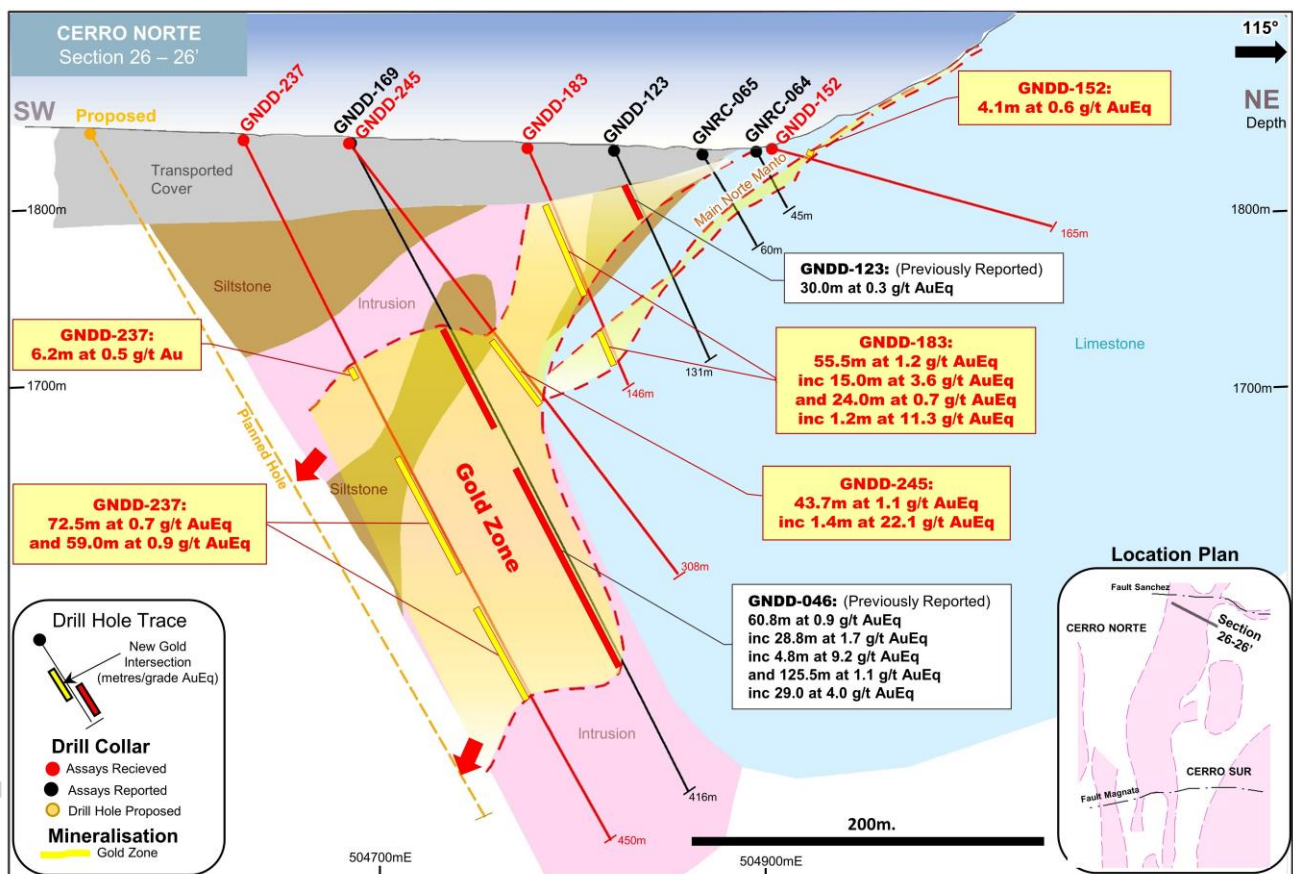 CERRO NORTE
Section 26 – 26'
115°
SW
NE
Depth
Proposed
GNDD-237
GNDD-169
GNDD-245
GNDD-183
GNDD-123
GNRC-065
GNRC-064
GNDD-152
GNDD-152:
4.1m at 0.6 g/t AuEq
Transported
Cover
1800m
1800m
Main Norte Manto
45m
60m
165m
GNDD-123: (Previously Reported)
30.0m at 0.3 g/t AuEq
Siltstone
Intrusion
Limestone
GNDD-237:
6.2m at 0.5 g/t Au
GNDD-183:
55.5m at 1.2 g/t AuEq
inc 15.0m at 3.6 g/t AuEq
and 24.0m at 0.7 g/t AuEq
inc 1.2m at 11.3 g/t AuEq
131m
146m
1700m
1700m
Planned Hole
Gold Zone
Siltstone
GNDD-237:
72.5m at 0.7 g/t AuEq
and 59.0m at 0.9 g/t AuEq
GNDD-245:
43.7m at 1.1 g/t AuEq
inc 1.4m at 22.1 g/t AuEq
308m
GNDD-046: (Previously Reported)
60.8m at 0.9 g/t AuEq
inc 28.8m at 1.7 g/t AuEq
inc 4.8m at 9.2 g/t AuEq
and 125.5m at 1.1 g/t AuEq
inc 29.0 at 4.0 g/t AuEq
Intrusion
416m
450m
200m.
504700mE
504900mE
Drill Hole Trace
New Gold
Intersection
(metres/grade AuEq)
Drill Collar
Assays Recieved
Assays Reported
Drill Hole Proposed
Mineralisation
Gold Zone
Location Plan
Fault Sanchez
CERRO NORTE
Section
26-26'
CERRO SUR
Fault Magnata